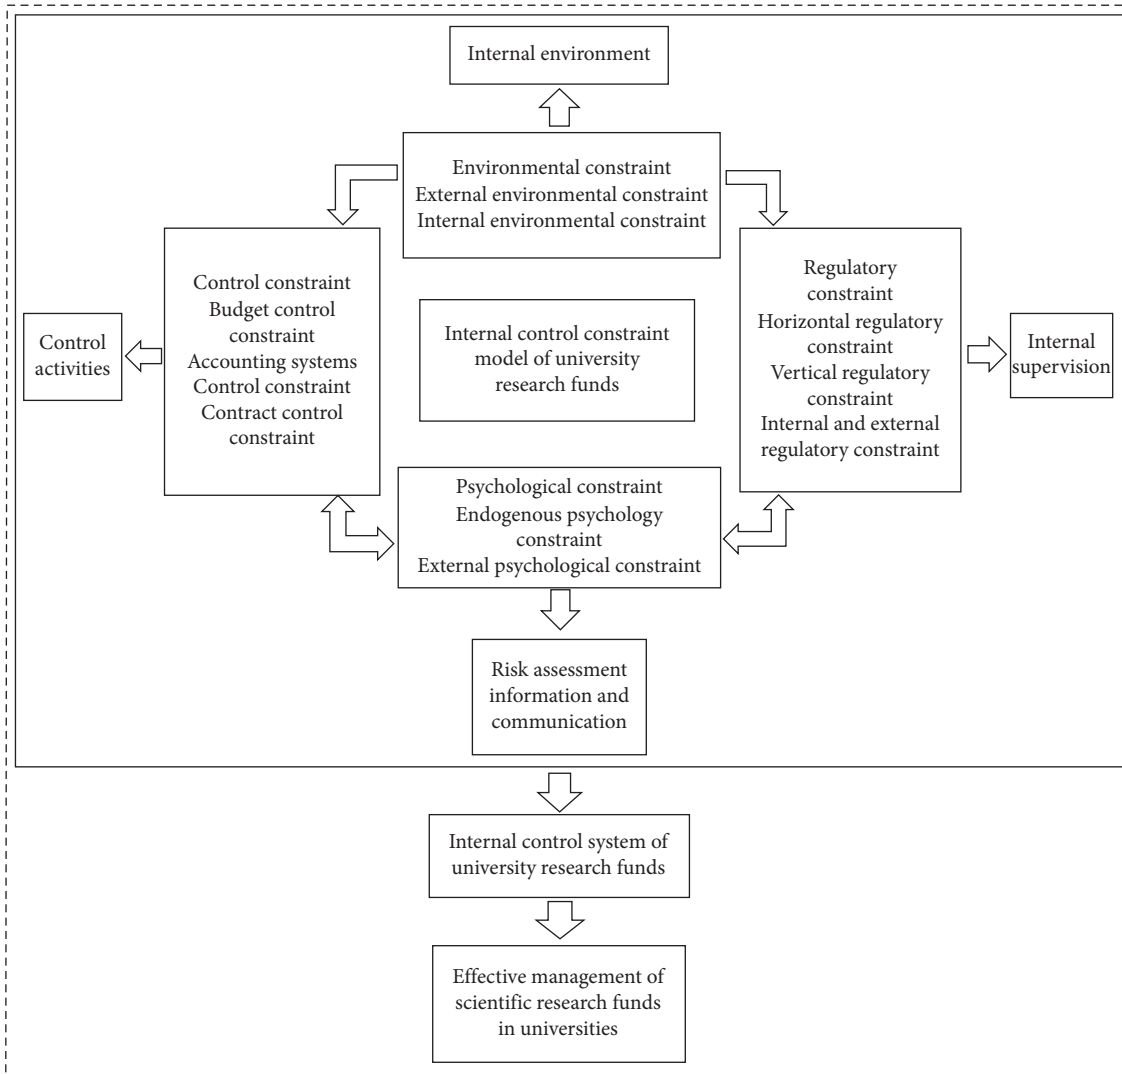 Internal environment
Environmental constraint
External environmental constraint
Internal environmental constraint
Control constraint
Budget control
constraint
Accounting systems
Control constraint
Contract control
constraint
Control
activities
Internal control constraint
model of university
research funds
Regulatory
constraint
Horizontal regulatory
constraint
Vertical regulatory
constraint
Internal and external
regulatory constraint
Internal
supervision
Psychological constraint
Endogenous psychology
constraint
External psychological constraint
Risk assessment
information and
communication
Internal control system of
university research funds
Effective management of
scientific research funds
in universities